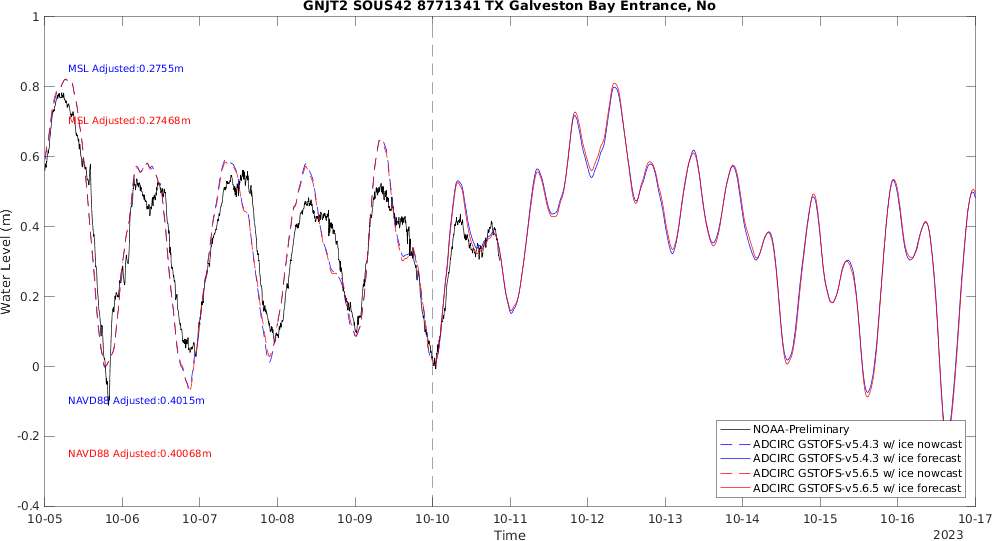 GNJT2 SOUS42 8771341 TX Galveston Bay Entrance, No
Water Level (m)
1
0.8
0.6
0.4
0.2
0
-0.2
-0.4
MSL Adjusted:0.2755m
MSL Adjusted:0.27468m
NAVD88 Adjusted:0.4015m
NAVD88 Adjusted:0.40068m
NOAA-Preliminary
ADCIRC GSTOFS-v5.4.3 w/ ice nowcast
ADCIRC GSTOFS-v5.4.3 w/ ice forecast
ADCIRC GSTOFS-v5.6.5 w/ ice nowcast
ADCIRC GSTOFS-v5.6.5 w/ ice forecast
10-05 10-06 10-07 10-08 10-09 10-10 10-11 10-12 10-13 10-14 10-15 10-16 10-17
Time
2023